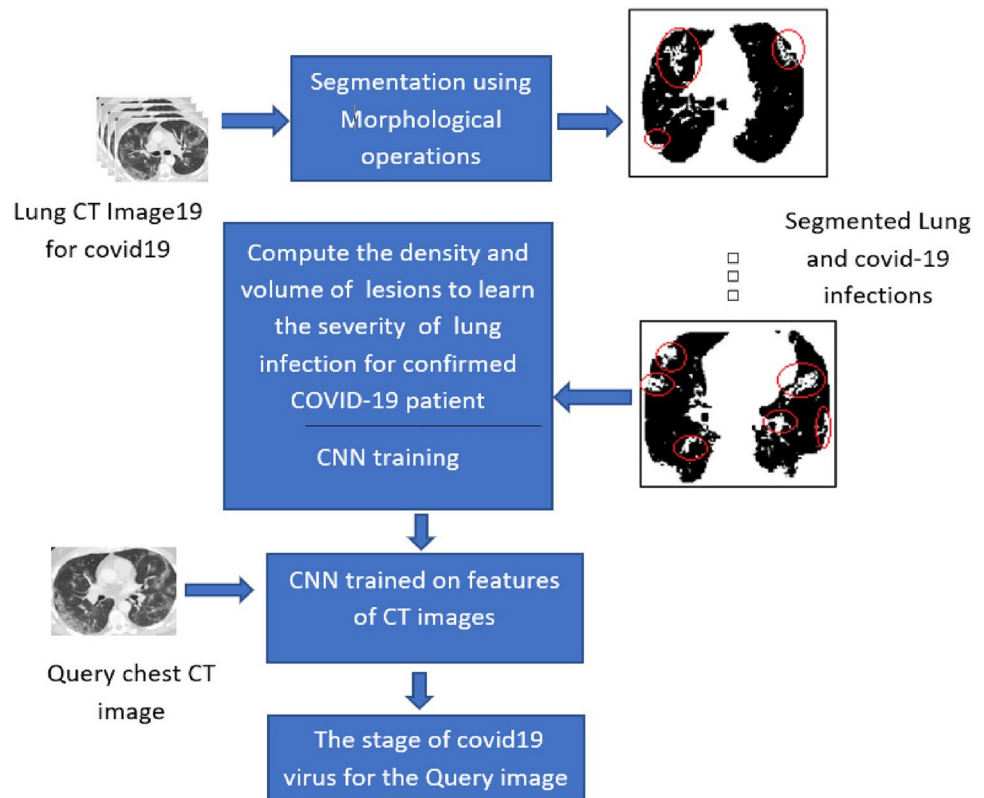 Segmentation using
Morphological
operations
Lung CT Image19
for covid19
Segmented Lung
and covid-19
infections
Compute the density and
volume of lesions to learn
the severity of lung
infection for confirmed
COVID-19 patient
CNN training
CNN trained on features
of CT images
Query chest CT
image
The stage of covid19
virus for the Query image